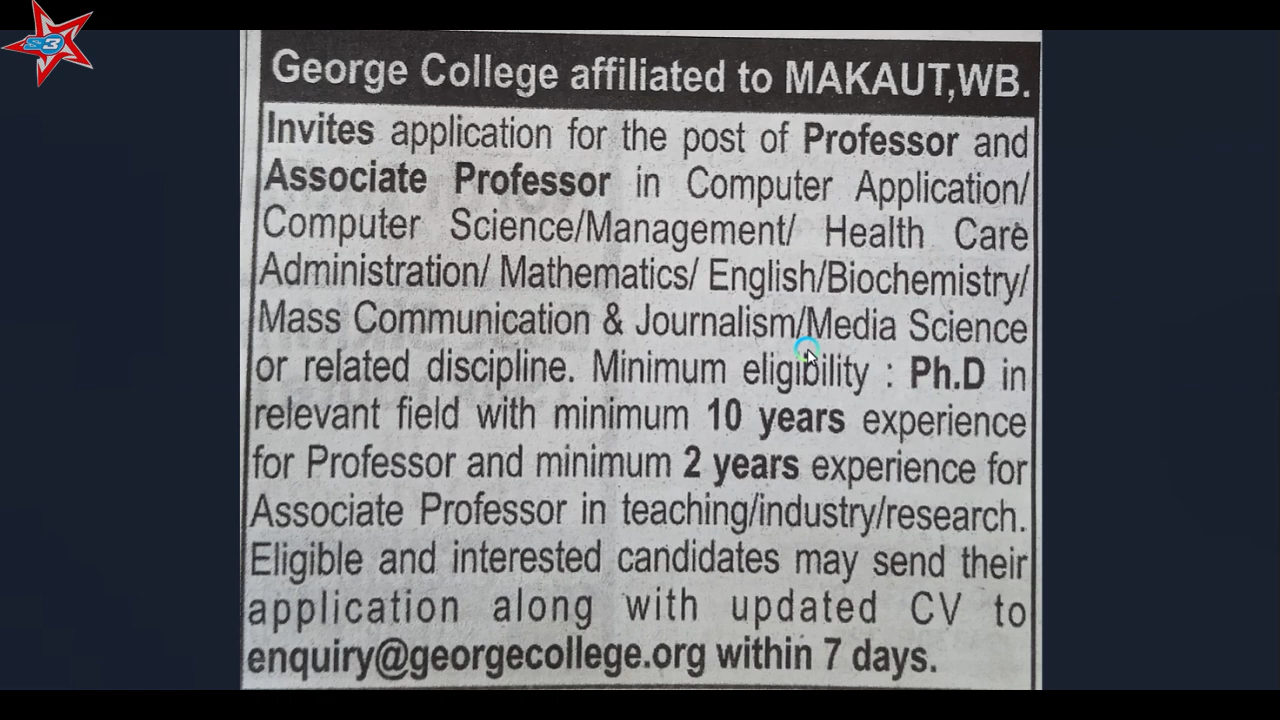 S3
George College affiliated to MAKAUT,WB.
Invites application for the post of Professor and
Associate Professor in Computer Application/
Computer Science/Management/ Health Care
Administration/ Mathematics/ English/Biochemistry/
Mass Communication & Journalism/Media Science
or related discipline. Minimum eligibility : Ph.D in
relevant field with minimum 10 years experience
for Professor and minimum 2 years experience for
Associate Professor in teaching/industry/research.
Eligible and interested candidates may send their
application along with updated CV to
enquiry@georgecollege.org within 7 days.